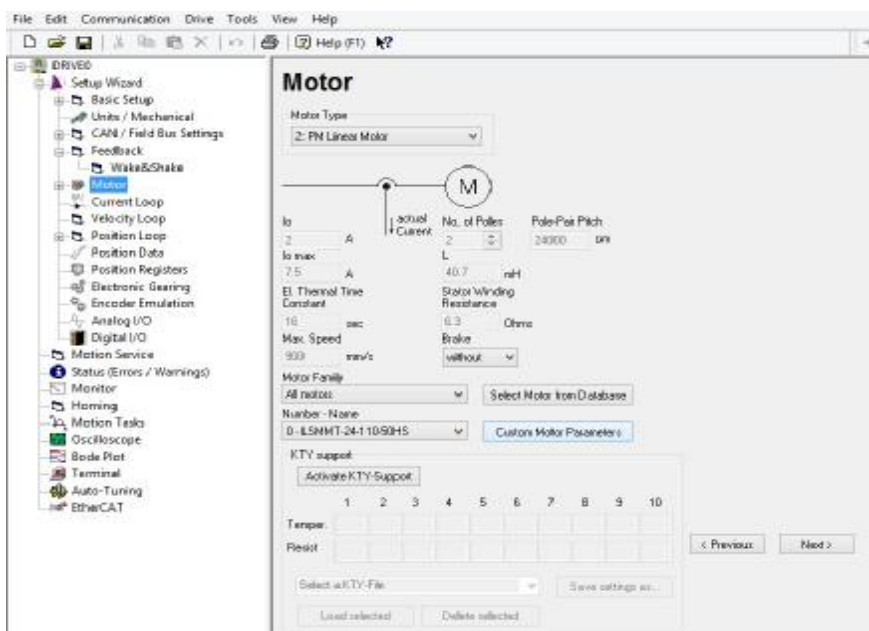 File Edit Communication Drive Tools View Help
Help (F1)
DRIVE0
Setup Wizard
Basic Setup
Units / Mechanical
CAN / Field Bus Settings
Feedback
Wake&Shake
Motor
Current Loop
Velocity Loop
Position Loop
Position Data
Position Registers
Electronic Gearing
Encoder Emulation
Analog I/O
Digital I/O
Motion Service
Status (Errors / Warnings)
Monitor
Homing
Motion Tasks
Oscilloscope
Bode Plot
Terminal
Auto-Tuning
EtherCAT
Motor
Motor Type
2: PM Linear Motor
M
actual Current
Io
2 A
No. of Polles
2
Pole-Pair Pitch
24000
Io max
7.5 A
L
40.7 mH
El. Thermal Time Constant
16 sec
Stator Winding Resistance
6.3 Ohms
Max. Speed
mm/s
Brake
without
Motor Family
All motors
Select Motor from Database
Number - Name
0 - ILSMMT-24-110/50HS
Custom Motor Parameters
KTY support
Activate KTY-Support
1 2 3 4 5 6 7 8 9 10
Temper.
Resist
Select a KTY-File
Save settings as...
Load selected
Delete selected
< Previous
Next >